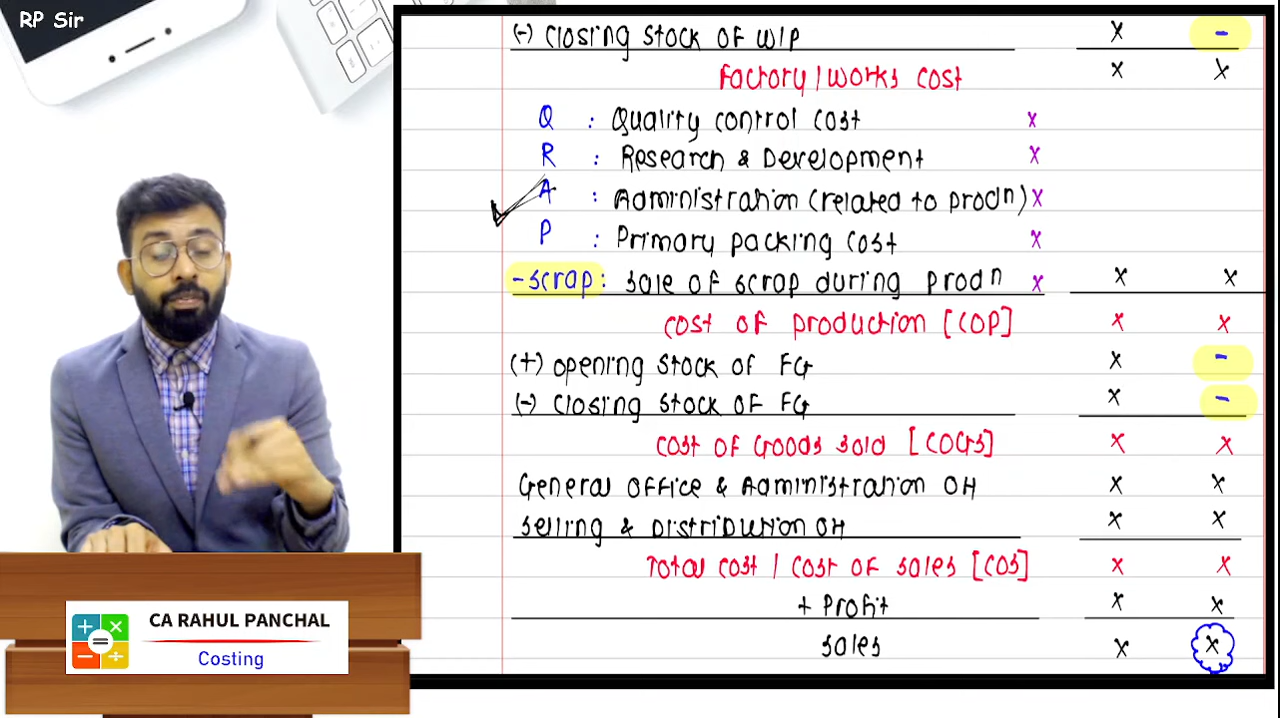 RP Sir
(-) Closing Stock of WIP x -
Factory / Works Cost x x
Q : Quality control cost x
R : Research & Development x
A : Administration (related to prodn) x
P : Primary packing cost x
- Scrap : Sale of scrap during prodn x x x
Cost of production [COP] x x
(+) opening Stock of FG x -
(-) Closing Stock OF FG x -
Cost of Goods Sold [COGS] x x
General Office & Administration OH x x
Selling & Distribution OH x x
Total cost / Cost of sales [COS] x x
+ Profit x x
Sales x x
CA RAHUL PANCHAL
Costing